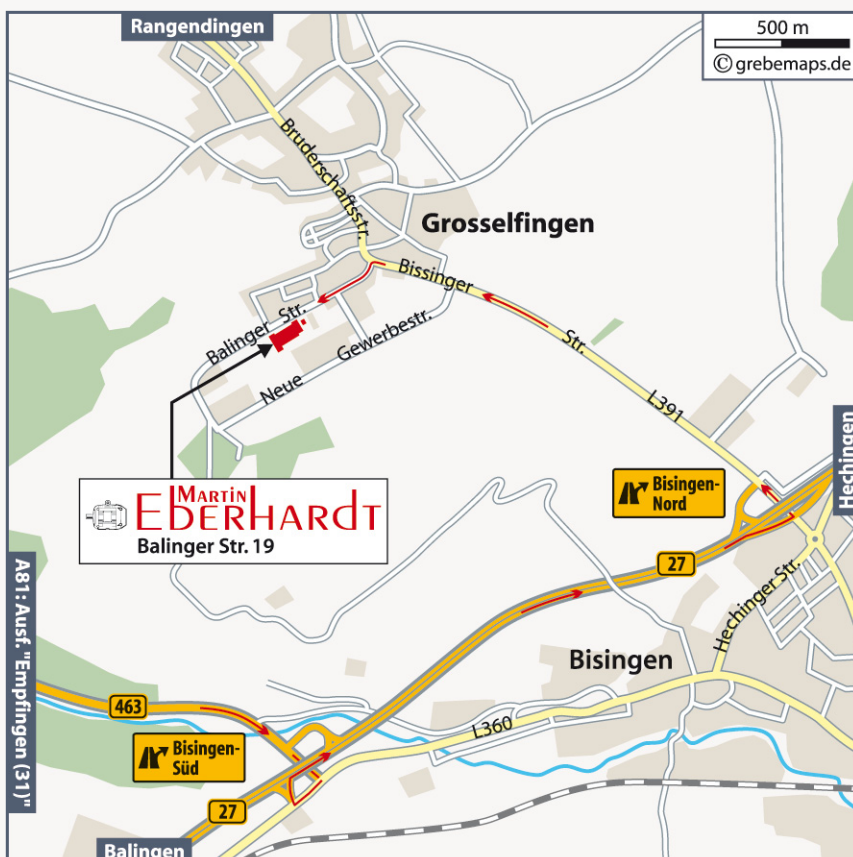 Rangendingen
500 m
© grebemaps.de
Bruderschaftsstr.
Grosselfingen
Bissinger
Str.
Balinger Str.
Neue Gewerbestr.
L391
Hechingen
Bisingen-
Nord
MARTIN
EBERHARDT
Balinger Str. 19
27
Hechinger Str.
A81: Ausf. "Empfingen (31)"
Bisingen
463
L360
Bisingen-
Süd
27
Balingen